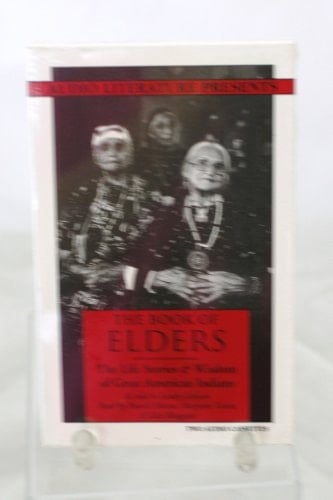 AUDIO LITERATURE PRESENTS
THE BOOK OF
ELDERS
The Life Stories & Wisdom
of Great American Indians
TWO AUDIO CASSETTES